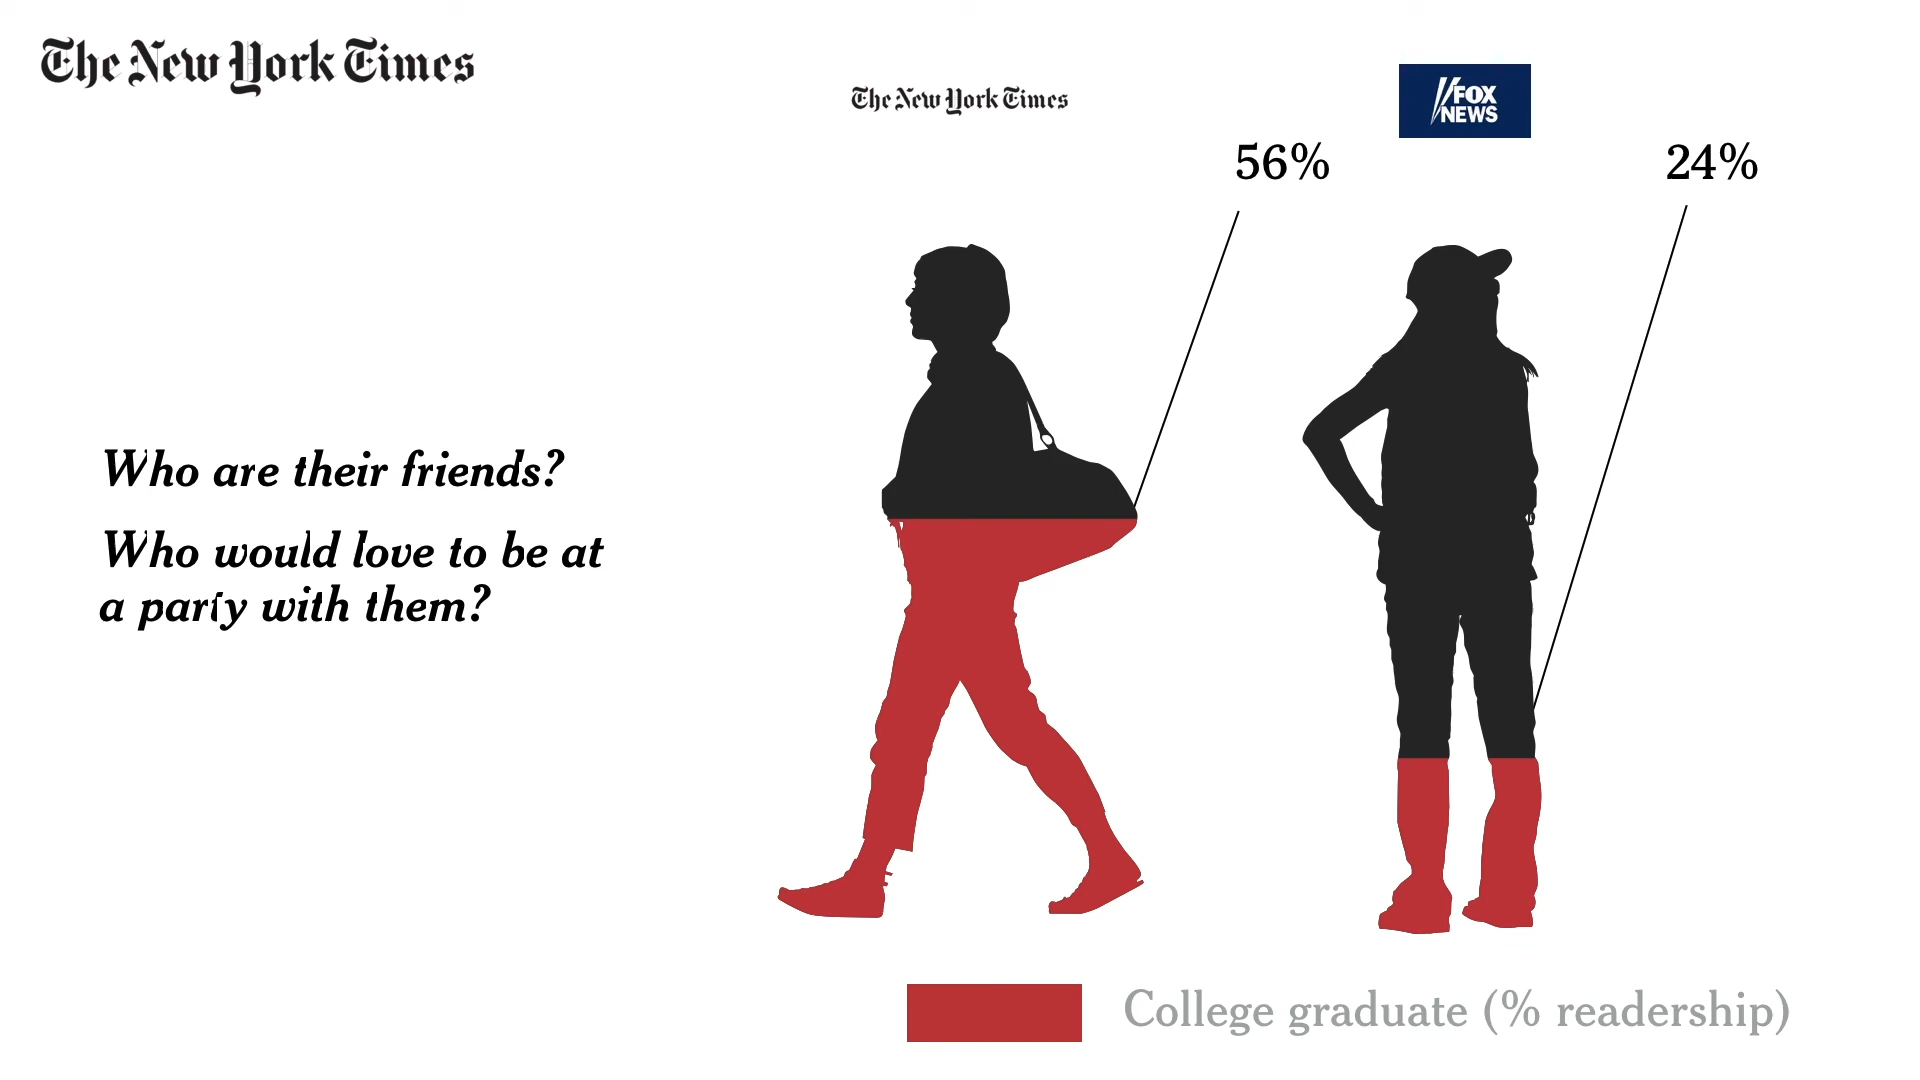 The New York Times
The New York Times
FOX
NEWS
56%
24%
Who are their friends?
Who would love to be at
a party with them?
College graduate (% readership)